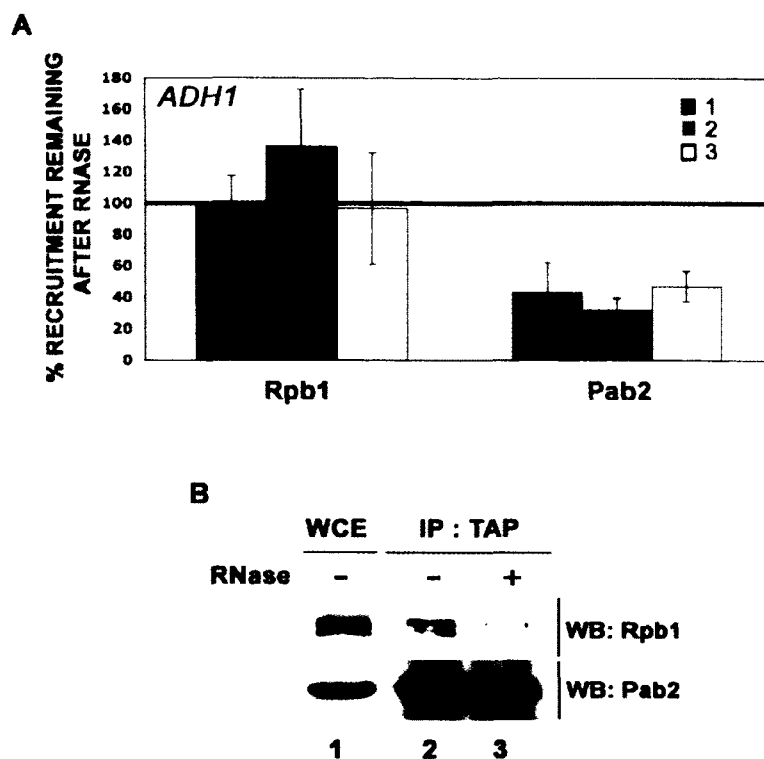 A
% RECRUITMENT REMAINING
AFTER RNASE
180
160
140
120
100
80
60
40
20
0
ADH1
1
2
3
Rpb1
Pab2
B
WCE
IP : TAP
RNase
-
-
+
WB: Rpb1
WB: Pab2
1
2
3